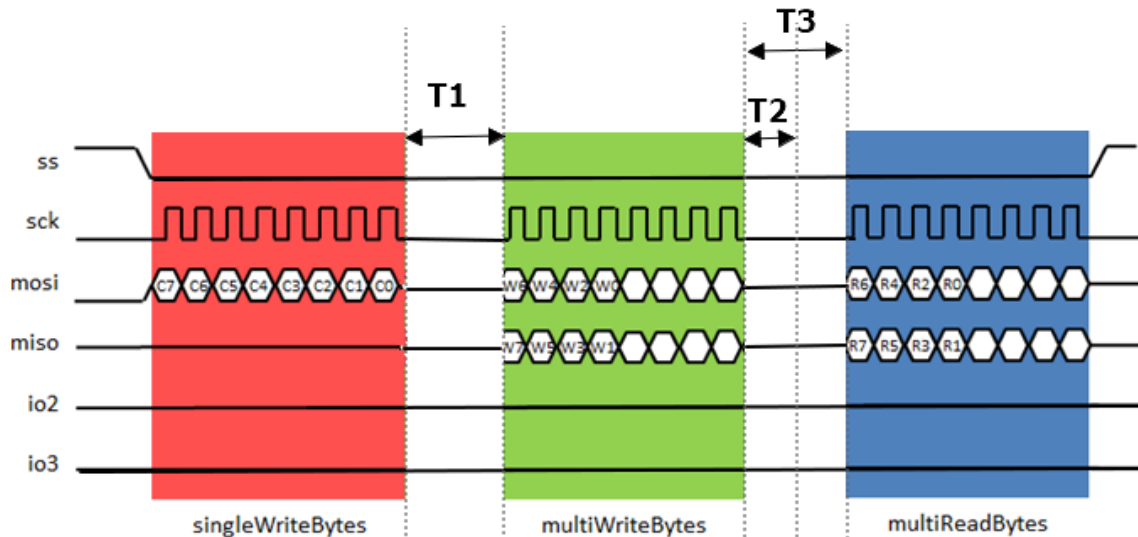 T3
T1
T2
ss
sck
mosi C7 C6 C5 C4 C3 C2 C1 C0 W6 W4 W2 W0 R6 R4 R2 R0
miso W7 W5 W3 W1 R7 R5 R3 R1
io2
io3
singleWriteBytes multiWriteBytes multiReadBytes